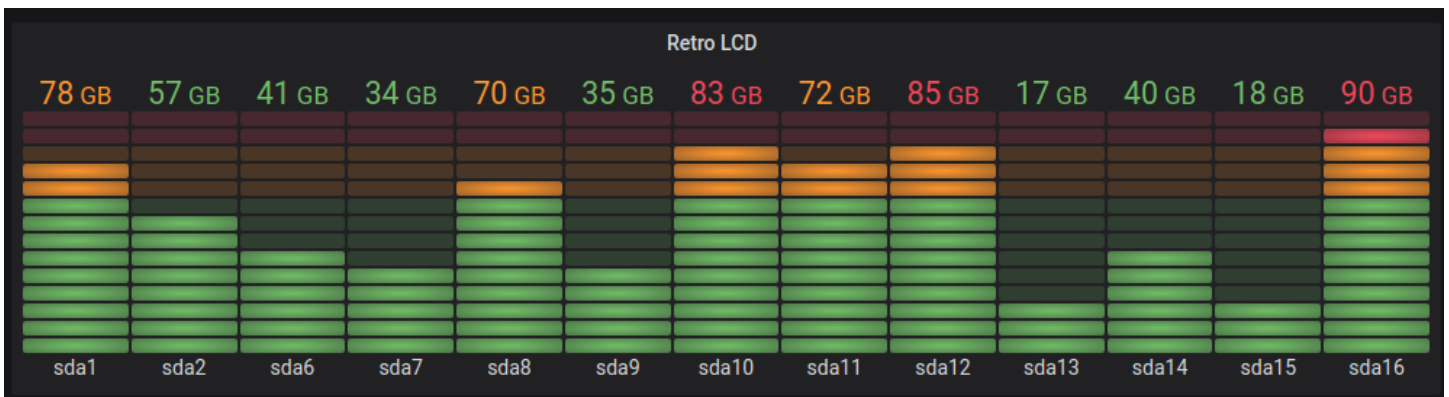 Retro LCD
78 GB 57 GB 41 GB 34 GB 70 GB 35 GB 83 GB 72 GB 85 GB 17 GB 40 GB 18 GB 90 GB
sda1 sda2 sda6 sda7 sda8 sda9 sda10 sda11 sda12 sda13 sda14 sda15 sda16